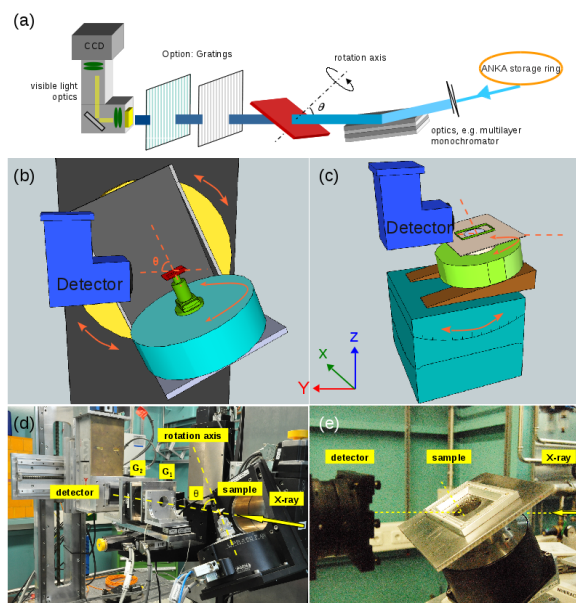 (a)
CCD
visible light
optics
Option: Gratings
rotation axis
θ
ANKA storage ring
optics, e.g. multilayer
monochromator
(b)
Detector
θ
(c)
Detector
Z
X
Y
(d)
rotation axis
G2
G1
detector
θ
sample
X-ray
(e)
detector
sample
X-ray